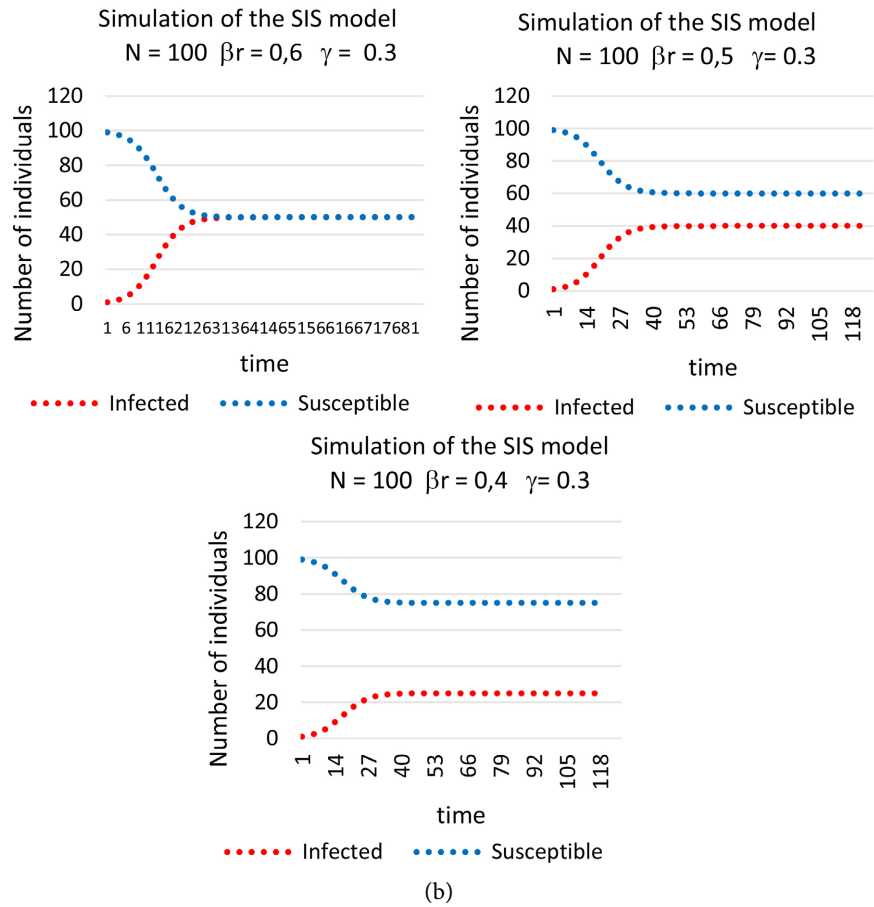 Simulation of the SIS model
N = 100 βr = 0,6 γ = 0.3
120
100
80
60
40
20
0
Number of individuals
1 6 111621263136414651566166717681
time
Infected Susceptible
Simulation of the SIS model
N = 100 βr = 0,5 γ= 0.3
120
100
80
60
40
20
0
Number of individuals
1 14 27 40 53 66 79 92 105 118
time
Infected Susceptible
Simulation of the SIS model
N = 100 βr = 0,4 γ= 0.3
120
100
80
60
40
20
0
Number of individuals
1 14 27 40 53 66 79 92 105 118
time
Infected Susceptible
(b)